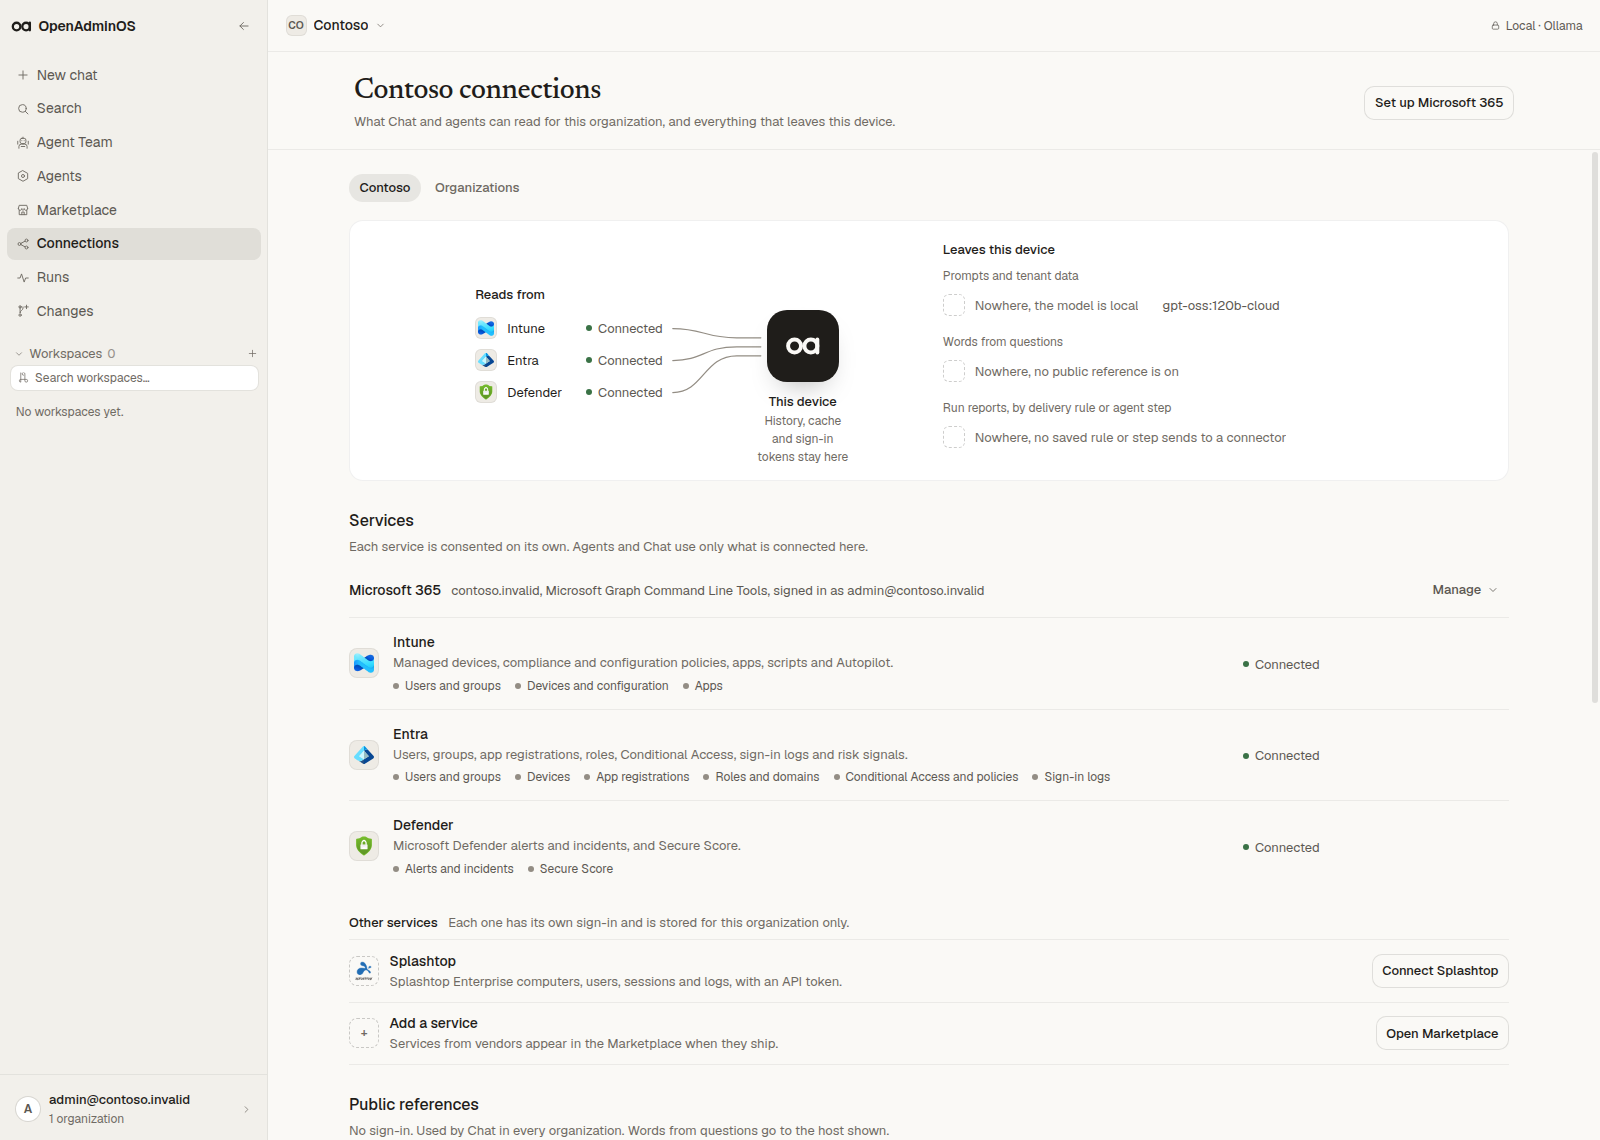 OpenAdminOS
New chat
Search
Agent Team
Agents
Marketplace
Connections
Runs
Changes
Workspaces 0
Search workspaces...
No workspaces yet.
A
admin@contoso.invalid
1 organization
CO Contoso
Local · Ollama
Contoso connections
What Chat and agents can read for this organization, and everything that leaves this device.
Set up Microsoft 365
Contoso
Organizations
Reads from
Intune
Connected
Entra
Connected
Defender
Connected
oa
This device
History, cache
and sign-in
tokens stay here
Leaves this device
Prompts and tenant data
Nowhere, the model is local gpt-oss:120b-cloud
Words from questions
Nowhere, no public reference is on
Run reports, by delivery rule or agent step
Nowhere, no saved rule or step sends to a connector
Services
Each service is consented on its own. Agents and Chat use only what is connected here.
Microsoft 365 contoso.invalid, Microsoft Graph Command Line Tools, signed in as admin@contoso.invalid
Manage
Intune
Managed devices, compliance and configuration policies, apps, scripts and Autopilot.
Users and groups Devices and configuration Apps
Connected
Entra
Users, groups, app registrations, roles, Conditional Access, sign-in logs and risk signals.
Users and groups Devices App registrations Roles and domains Conditional Access and policies Sign-in logs
Connected
Defender
Microsoft Defender alerts and incidents, and Secure Score.
Alerts and incidents Secure Score
Connected
Other services Each one has its own sign-in and is stored for this organization only.
Splashtop
Splashtop Enterprise computers, users, sessions and logs, with an API token.
Connect Splashtop
Add a service
Services from vendors appear in the Marketplace when they ship.
Open Marketplace
Public references
No sign-in. Used by Chat in every organization. Words from questions go to the host shown.